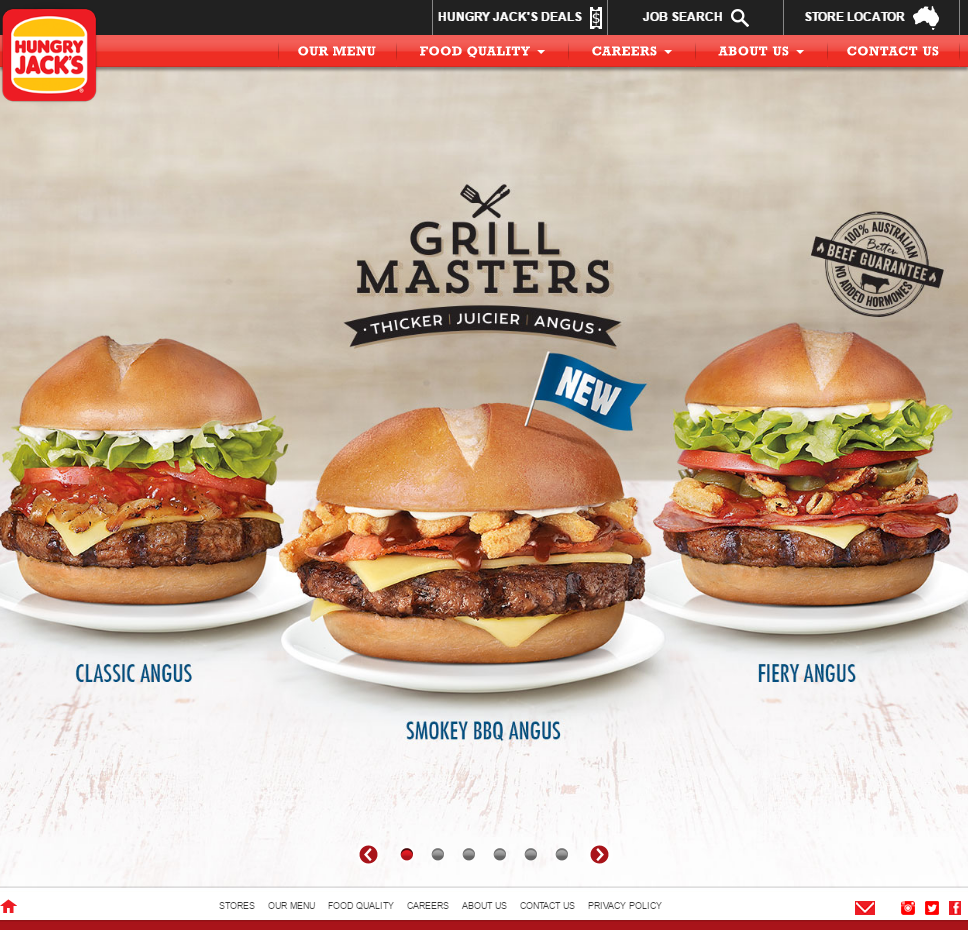 HUNGRY JACK'S DEALS
JOB SEARCH
STORE LOCATOR
HUNGRY
JACK'S
®
OUR MENU
FOOD QUALITY
CAREERS
ABOUT US
CONTACT US
GRILL
MASTERS
· THICKER | JUICIER | ANGUS ·
100% AUSTRALIAN
Better
BEEF GUARANTEE
NO ADDED HORMONES
NEW
CLASSIC ANGUS
FIERY ANGUS
SMOKEY BBQ ANGUS
STORES OUR MENU FOOD QUALITY CAREERS ABOUT US CONTACT US PRIVACY POLICY